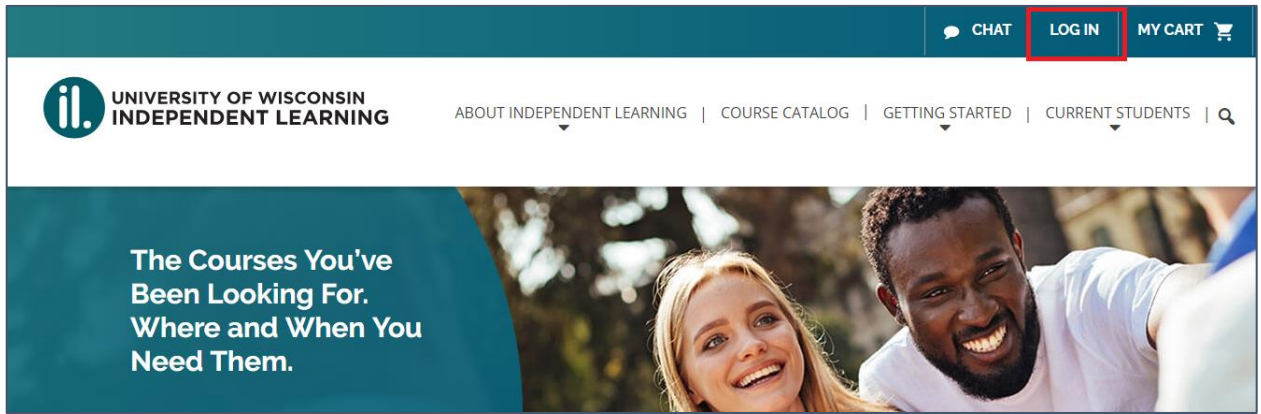 CHAT LOG IN MY CART
il. UNIVERSITY OF WISCONSIN
INDEPENDENT LEARNING
ABOUT INDEPENDENT LEARNING | COURSE CATALOG | GETTING STARTED | CURRENT STUDENTS |
The Courses You’ve
Been Looking For.
Where and When You
Need Them.